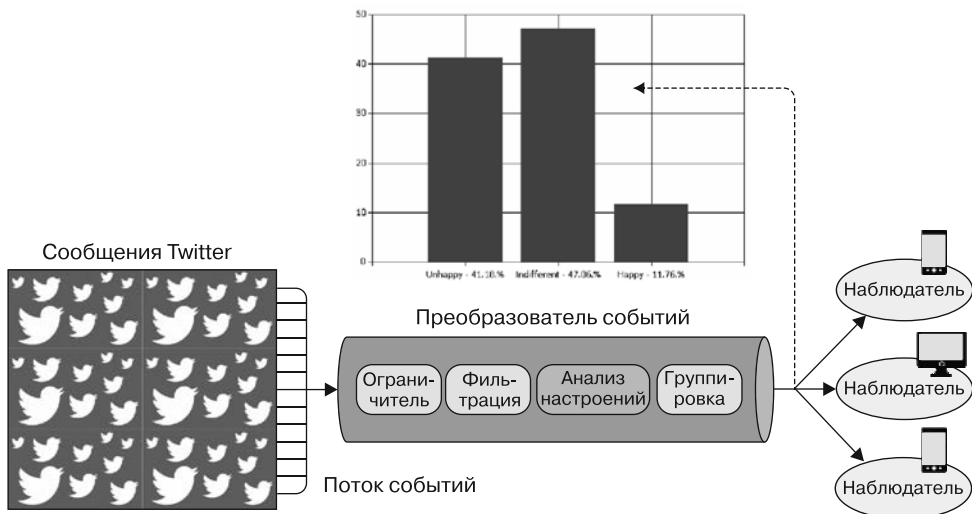 50
40
30
20
10
0
Unhappy - 41.18.% Indifferent - 47.06.% Happy - 11.76.%
Сообщения Twitter
Преобразователь событий
Ограни-
читель
Филь-
трация
Анализ
настроений
Группи-
ровка
Поток событий
Наблюдатель
Наблюдатель
Наблюдатель